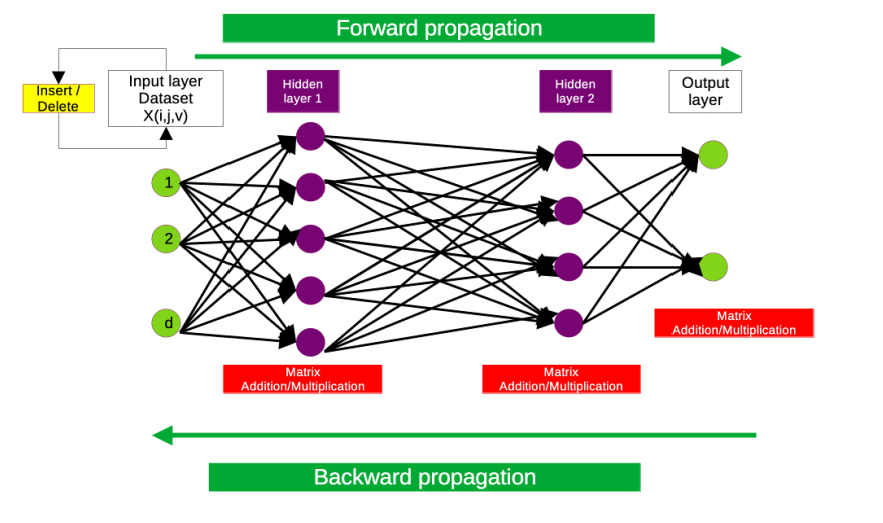 Forward propagation
Insert /
Delete
Input layer
Dataset
X(i,j,v)
Hidden
layer 1
Hidden
layer 2
Output
layer
1
2
d
Matrix
Addition/Multiplication
Matrix
Addition/Multiplication
Matrix
Addition/Multiplication
Backward propagation